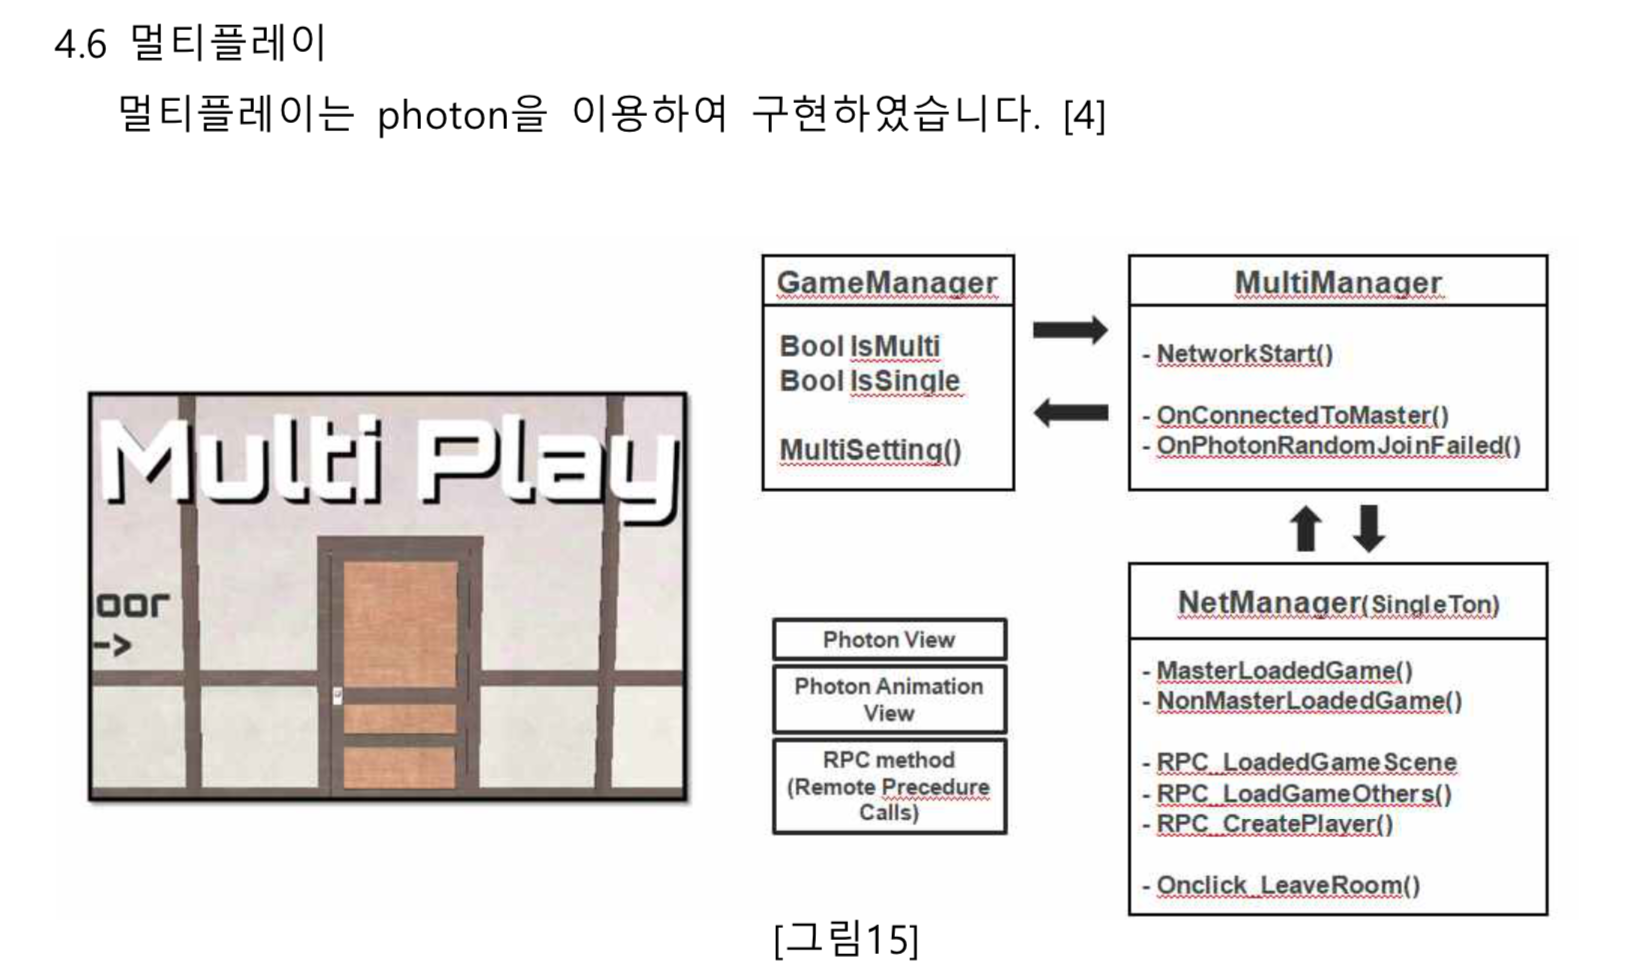 4.6 멀티플레이
멀티플레이는 photon을 이용하여 구현하였습니다. [4]
Multi Play
oor
->
GameManager
Bool IsMulti
Bool IsSingle
MultiSetting()
MultiManager
- NetworkStart()
- OnConnectedToMaster()
- OnPhotonRandomJoinFailed()
Photon View
Photon Animation
View
RPC method
(Remote Precedure
Calls)
NetManager(SingleTon)
- MasterLoadedGame()
- NonMasterLoadedGame()
- RPC_LoadedGameScene
- RPC_LoadGameOthers()
- RPC_CreatePlayer()
- Onclick_LeaveRoom()
[그림15]